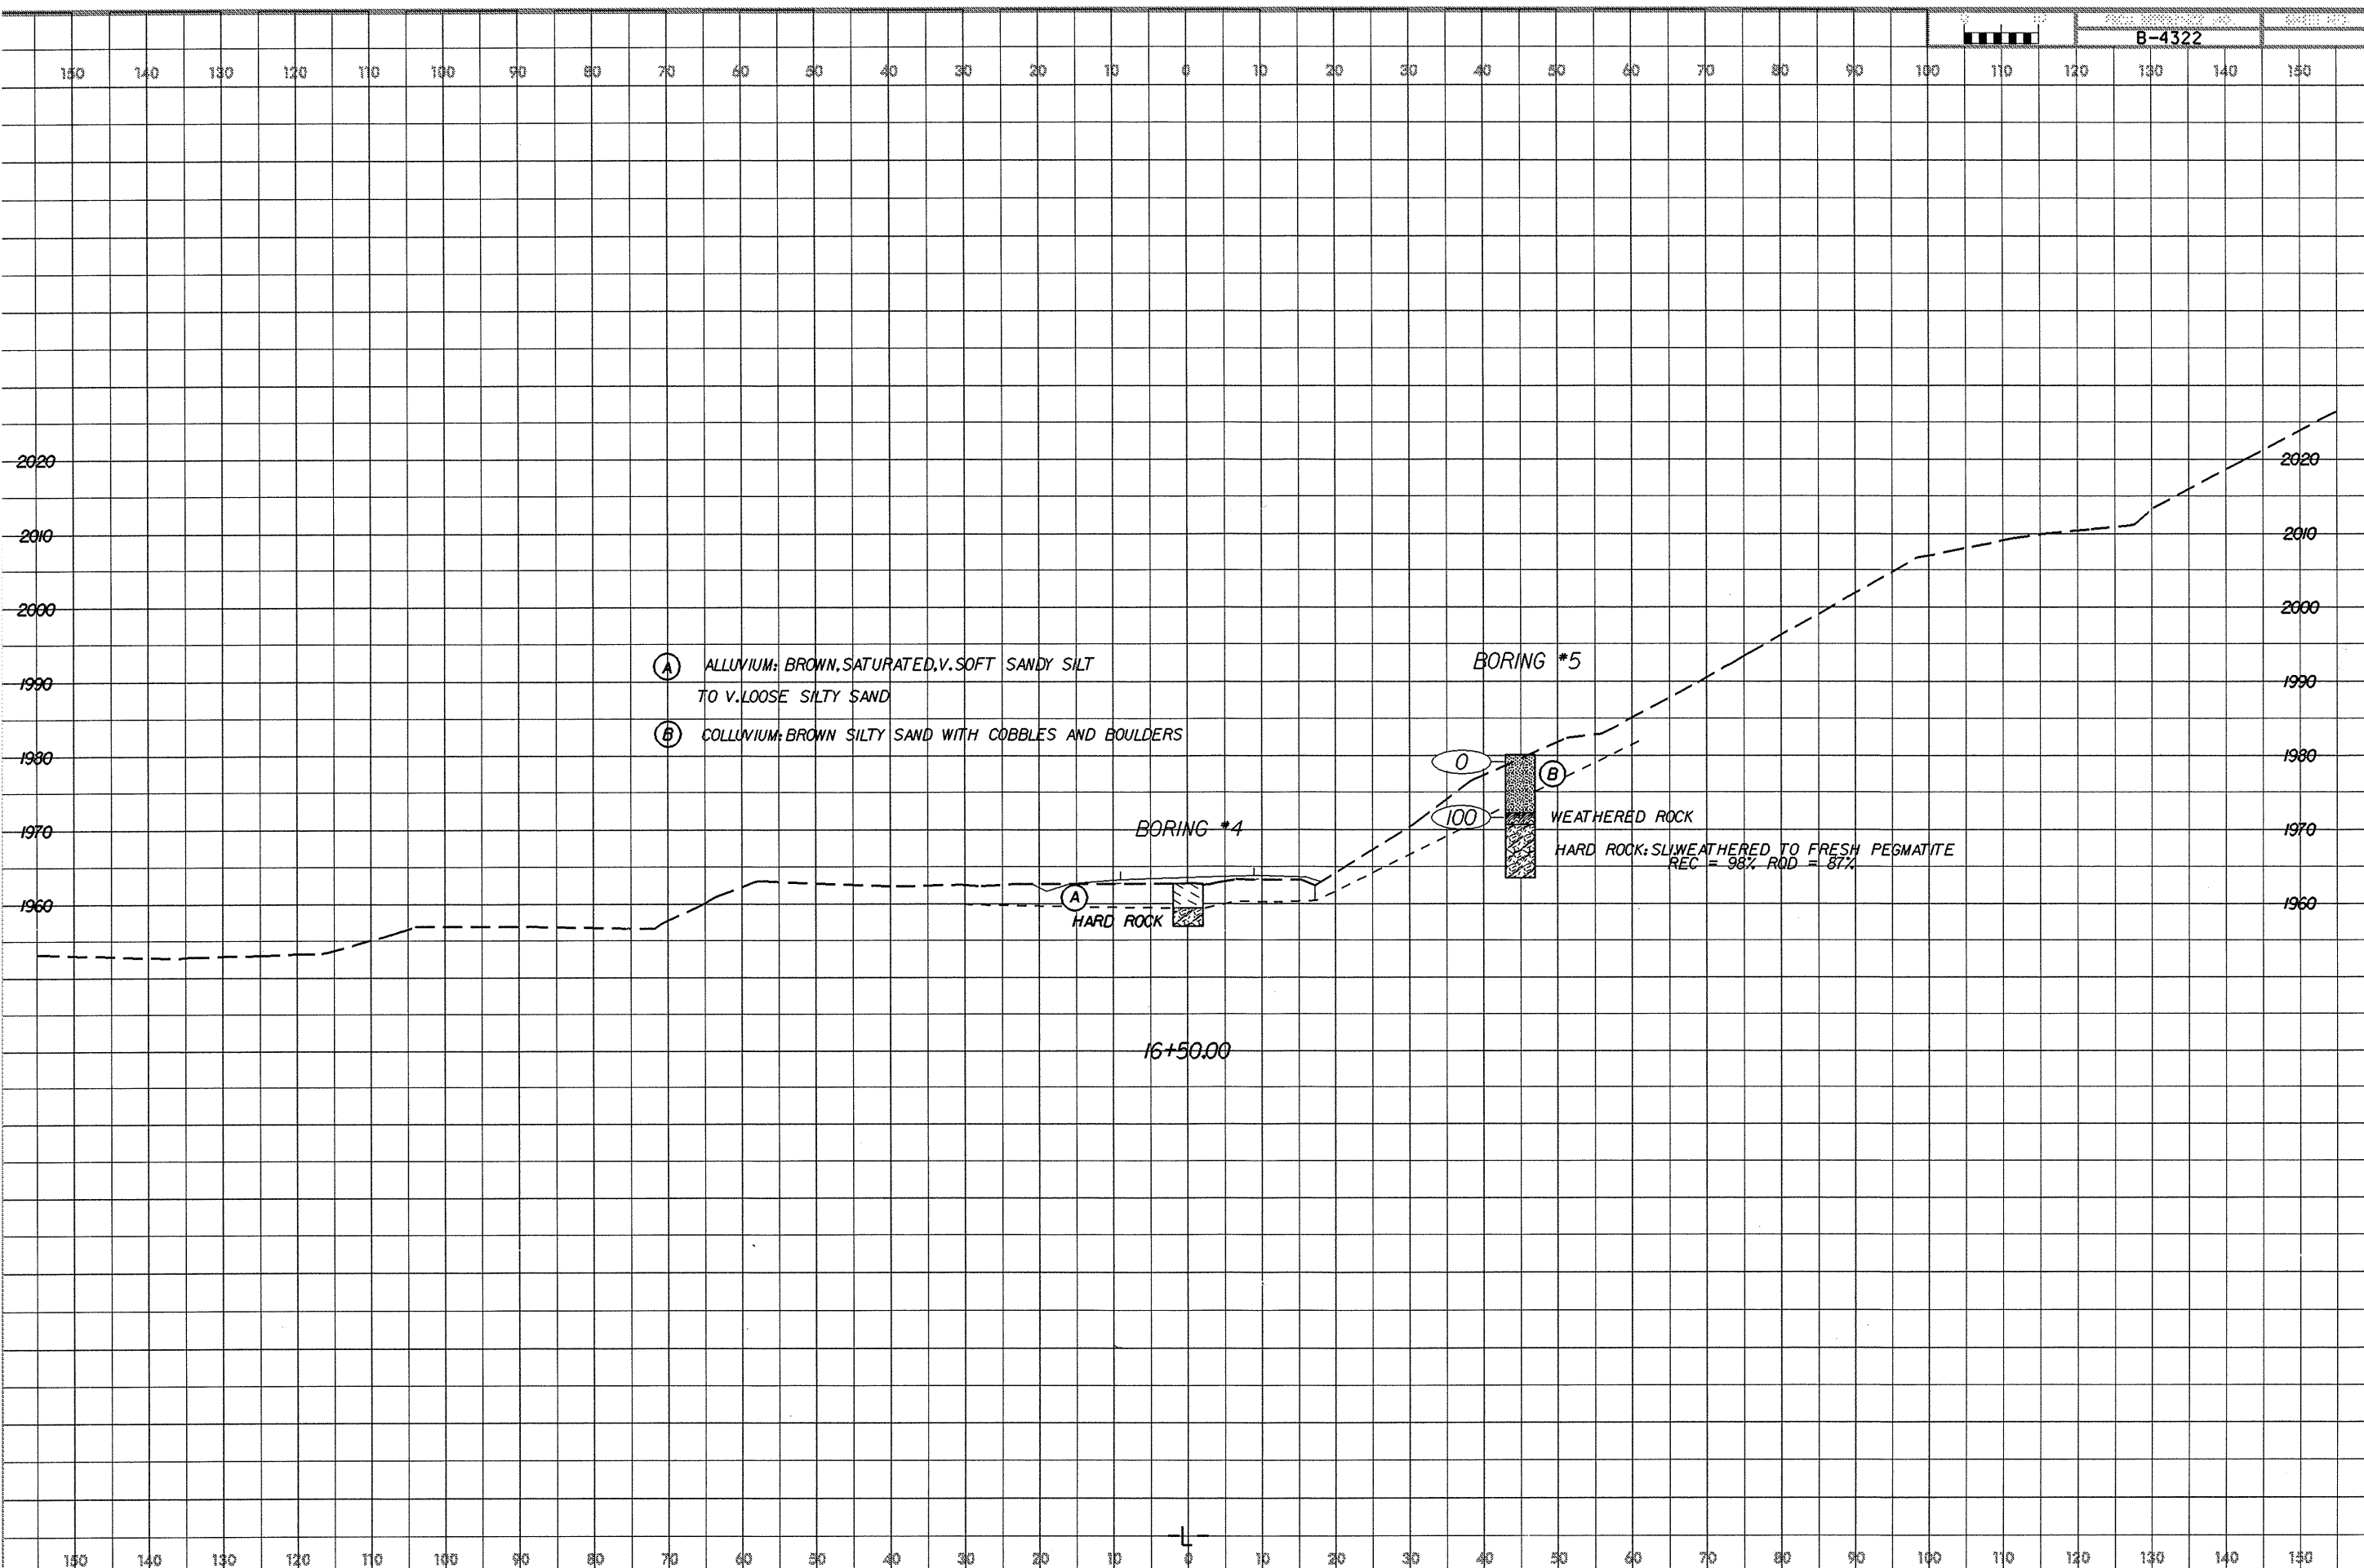 0 10
B-4322
150 140 130 120 110 100 90 80 70 60 50 40 30 20 10 0 10 20 30 40 50 60 70 80 90 100 110 120 130 140 150
2020 2020
2010 2010
2000 2000
A ALLUVIUM: BROWN, SATURATED, V. SOFT SANDY SILT
BORING #5
1990 1990
TO V. LOOSE SILTY SAND
B COLLUVIUM: BROWN SILTY SAND WITH COBBLES AND BOULDERS
1980 0 1980
B
100 WEATHERED ROCK
1970 BORING #4 1970
HARD ROCK: SLI.WEATHERED TO FRESH PEGMATITE
REC = 98% RQD = 87%
A
1960 1960
HARD ROCK
16+50.00
-L-
150 140 130 120 110 100 90 80 70 60 50 40 30 20 10 0 10 20 30 40 50 60 70 80 90 100 110 120 130 140 150